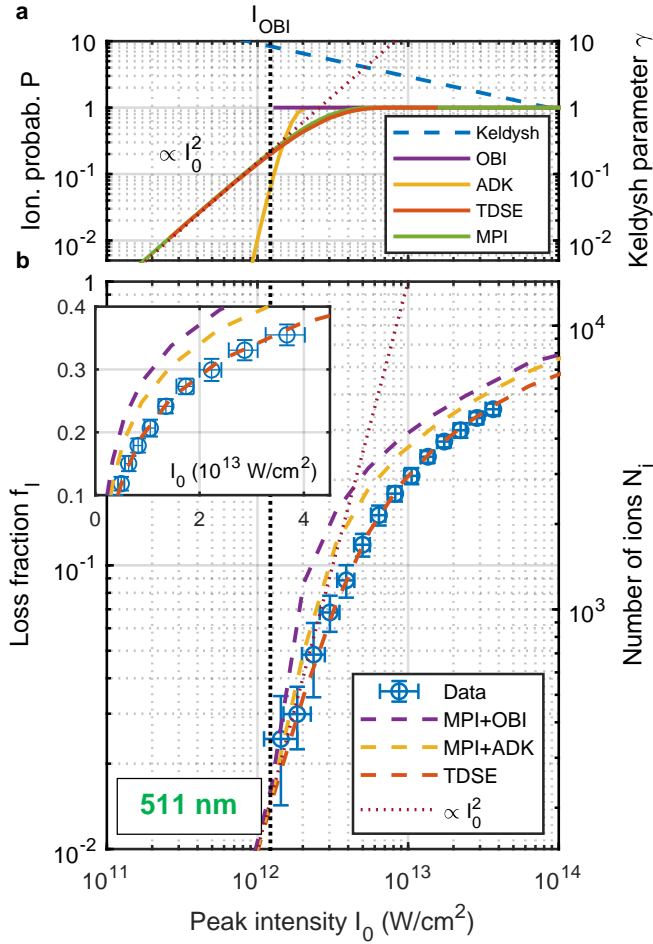 a
I_OBI
10
1
10^-1
10^-2
Ion. probab. P
∝ I_0^2
Keldysh
OBI
ADK
TDSE
MPI
10
1
10^-1
10^-2
Keldysh parameter γ
b
1
10^-1
10^-2
Loss fraction f_l
0.4
0.3
0.2
0.1
0
2
4
I_0 (10^13 W/cm^2)
10^4
10^3
Number of ions N_i
Data
MPI+OBI
MPI+ADK
TDSE
∝ I_0^2
511 nm
10^11
10^12
10^13
10^14
Peak intensity I_0 (W/cm^2)